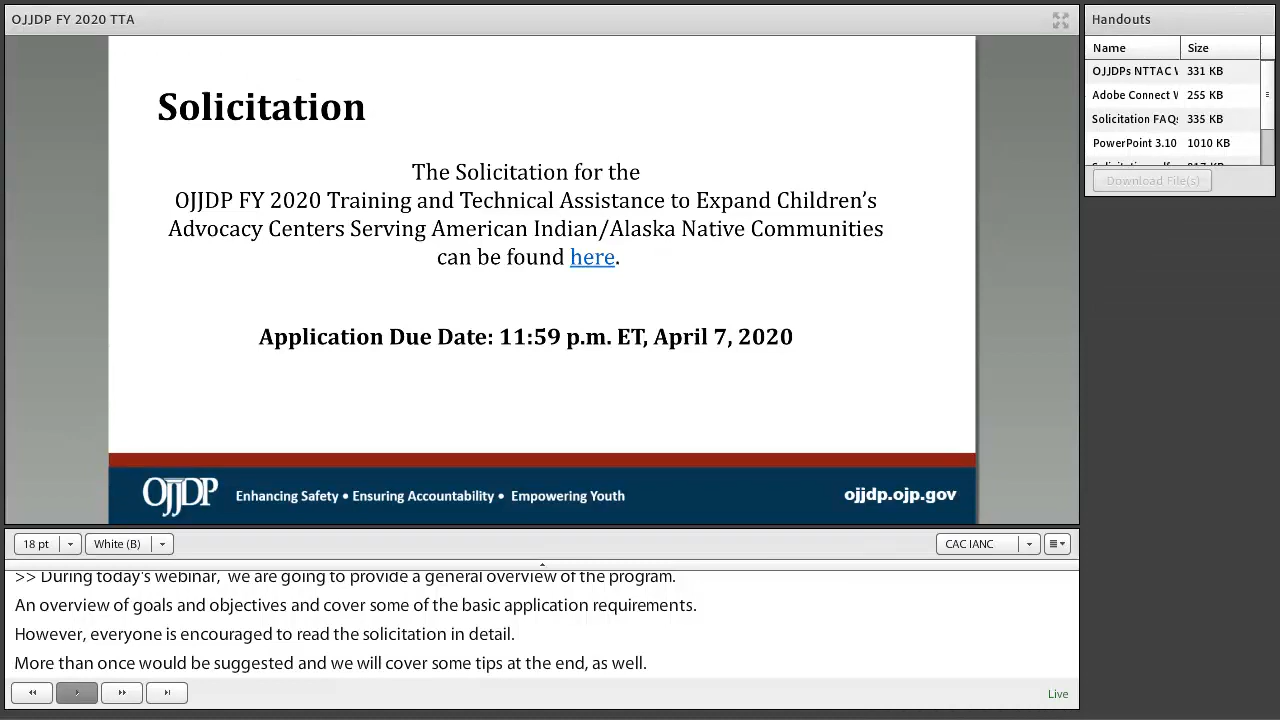 OJJDP FY 2020 TTA
Solicitation
The Solicitation for the
OJJDP FY 2020 Training and Technical Assistance to Expand Children's
Advocacy Centers Serving American Indian/Alaska Native Communities
can be found here.
Application Due Date: 11:59 p.m. ET, April 7, 2020
OJJDP Enhancing Safety • Ensuring Accountability • Empowering Youth ojjdp.ojp.gov
18 pt White (B) CAC IANC
>> During today's webinar, we are going to provide a general overview of the program.
An overview of goals and objectives and cover some of the basic application requirements.
However, everyone is encouraged to read the solicitation in detail.
More than once would be suggested and we will cover some tips at the end, as well.
Live
Handouts
Name Size
OJJDPs NTTAC 331 KB
Adobe Connect 255 KB
Solicitation FAQs 335 KB
PowerPoint 3.10 1010 KB
Download File(s)